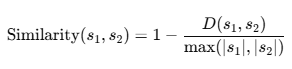 Similarity(s₁, s₂) = 1 − D(s₁, s₂) / max(|s₁|, |s₂|)